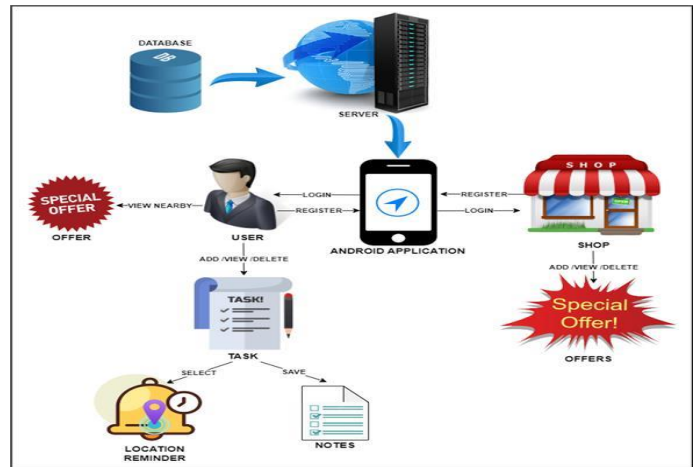 DATABASE
DB
SERVER
SHOP
SPECIAL
OFFER
VIEW NEARBY
LOGIN
REGISTER
REGISTER
LOGIN
OFFER
USER
ANDROID APPLICATION
SHOP
ADD /VIEW /DELETE
ADD /VIEW /DELETE
TASK!
Special
Offer!
TASK
OFFERS
SELECT
SAVE
LOCATION
REMINDER
NOTES